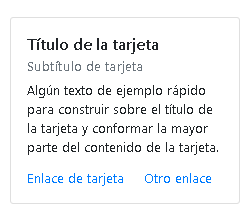 Título de la tarjeta
Subtítulo de tarjeta
Algún texto de ejemplo rápido
para construir sobre el título de
la tarjeta y conformar la mayor
parte del contenido de la tarjeta.
Enlace de tarjeta Otro enlace